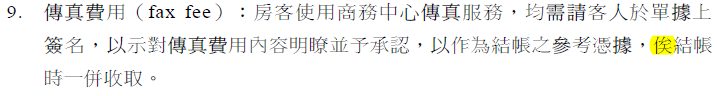 9. 傳真費用（fax fee）：房客使用商務中心傳真服務，均需請客人於單據上
簽名，以示對傳真費用內容明瞭並予承認，以作為結帳之參考憑據，俟結帳
時一併收取。